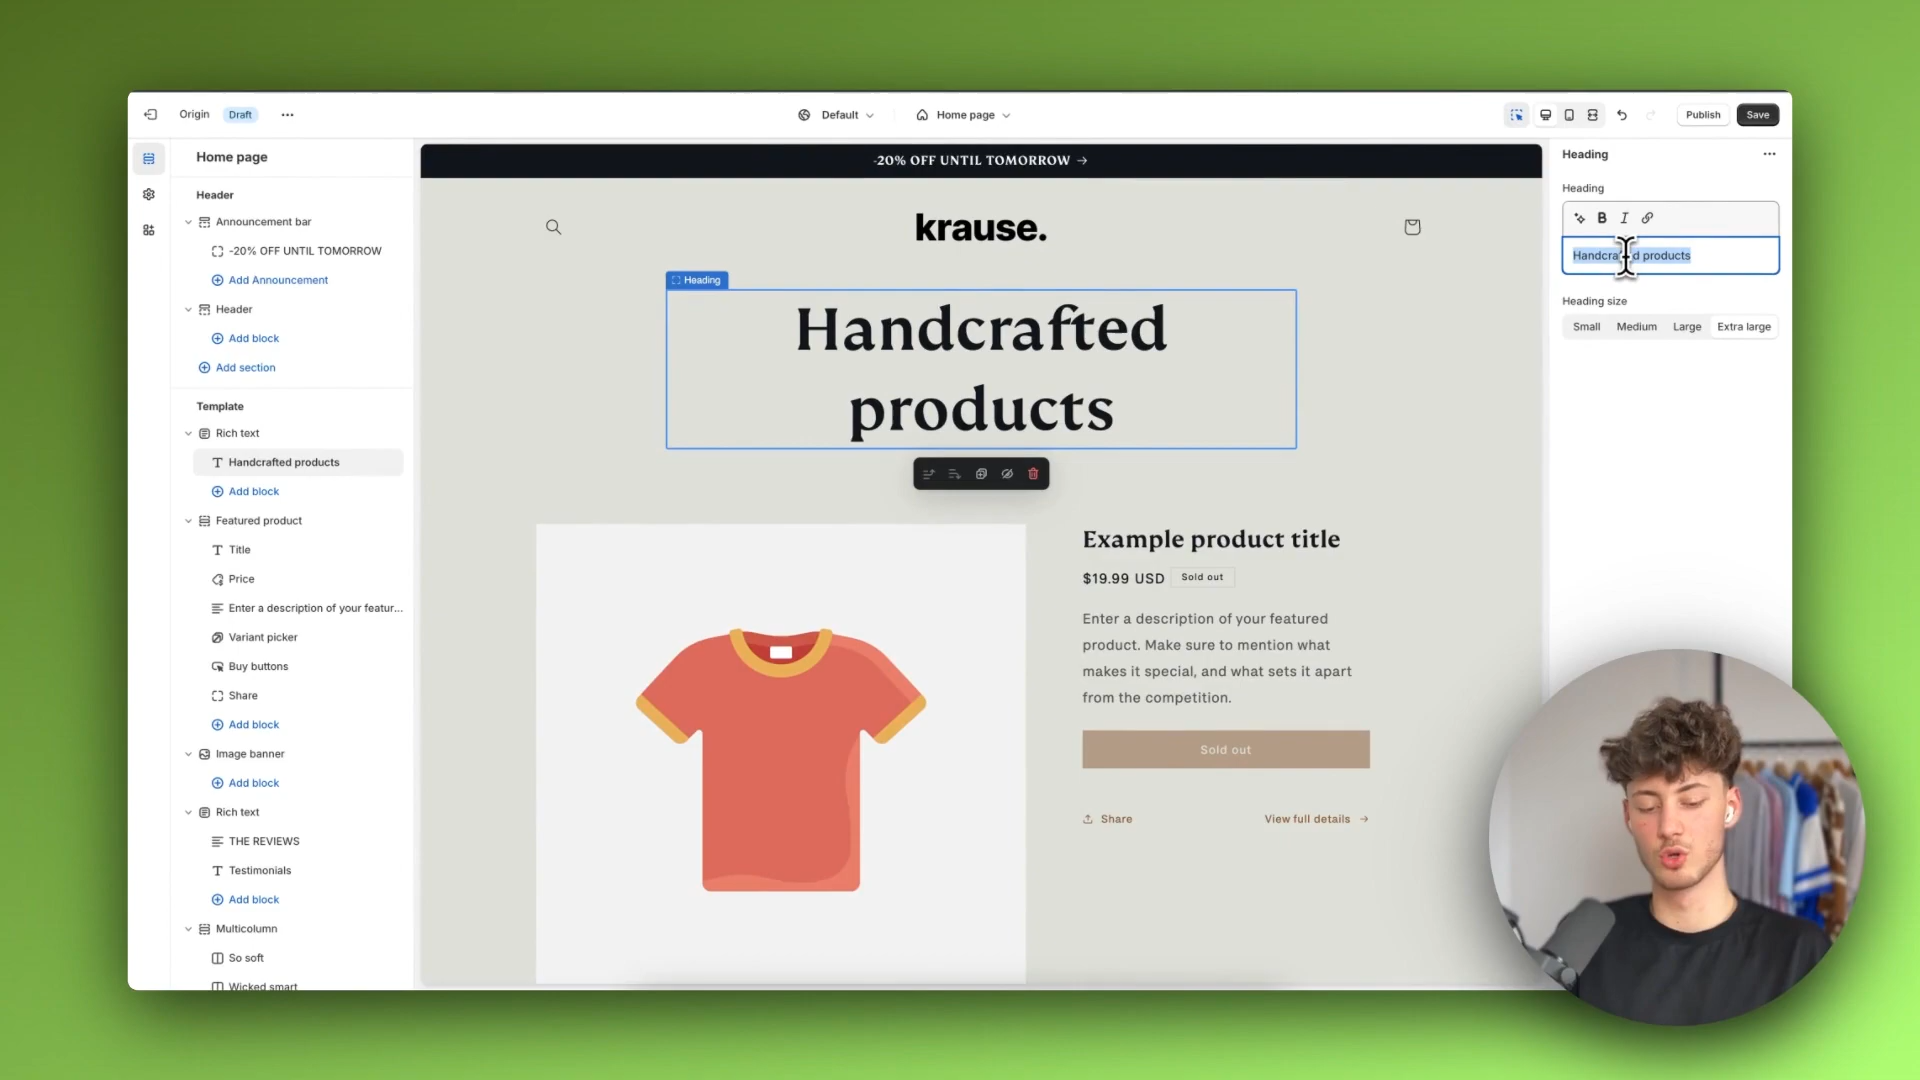 Origin Draft
Default Home page
Publish Save
Home page
Header
Announcement bar
-20% OFF UNTIL TOMORROW
Add Announcement
Header
Add block
Add section
Template
Rich text
Handcrafted products
Add block
Featured product
Title
Price
Enter a description of your featur...
Variant picker
Buy buttons
Share
Add block
Image banner
Add block
Rich text
THE REVIEWS
Testimonials
Add block
Multicolumn
So soft
Wicked smart
-20% OFF UNTIL TOMORROW →
krause.
Heading
Handcrafted
products
Example product title
$19.99 USD Sold out
Enter a description of your featured
product. Make sure to mention what
makes it special, and what sets it apart
from the competition.
Sold out
Share View full details →
Heading
Heading
B I
Handcrafted products
Heading size
Small Medium Large Extra large